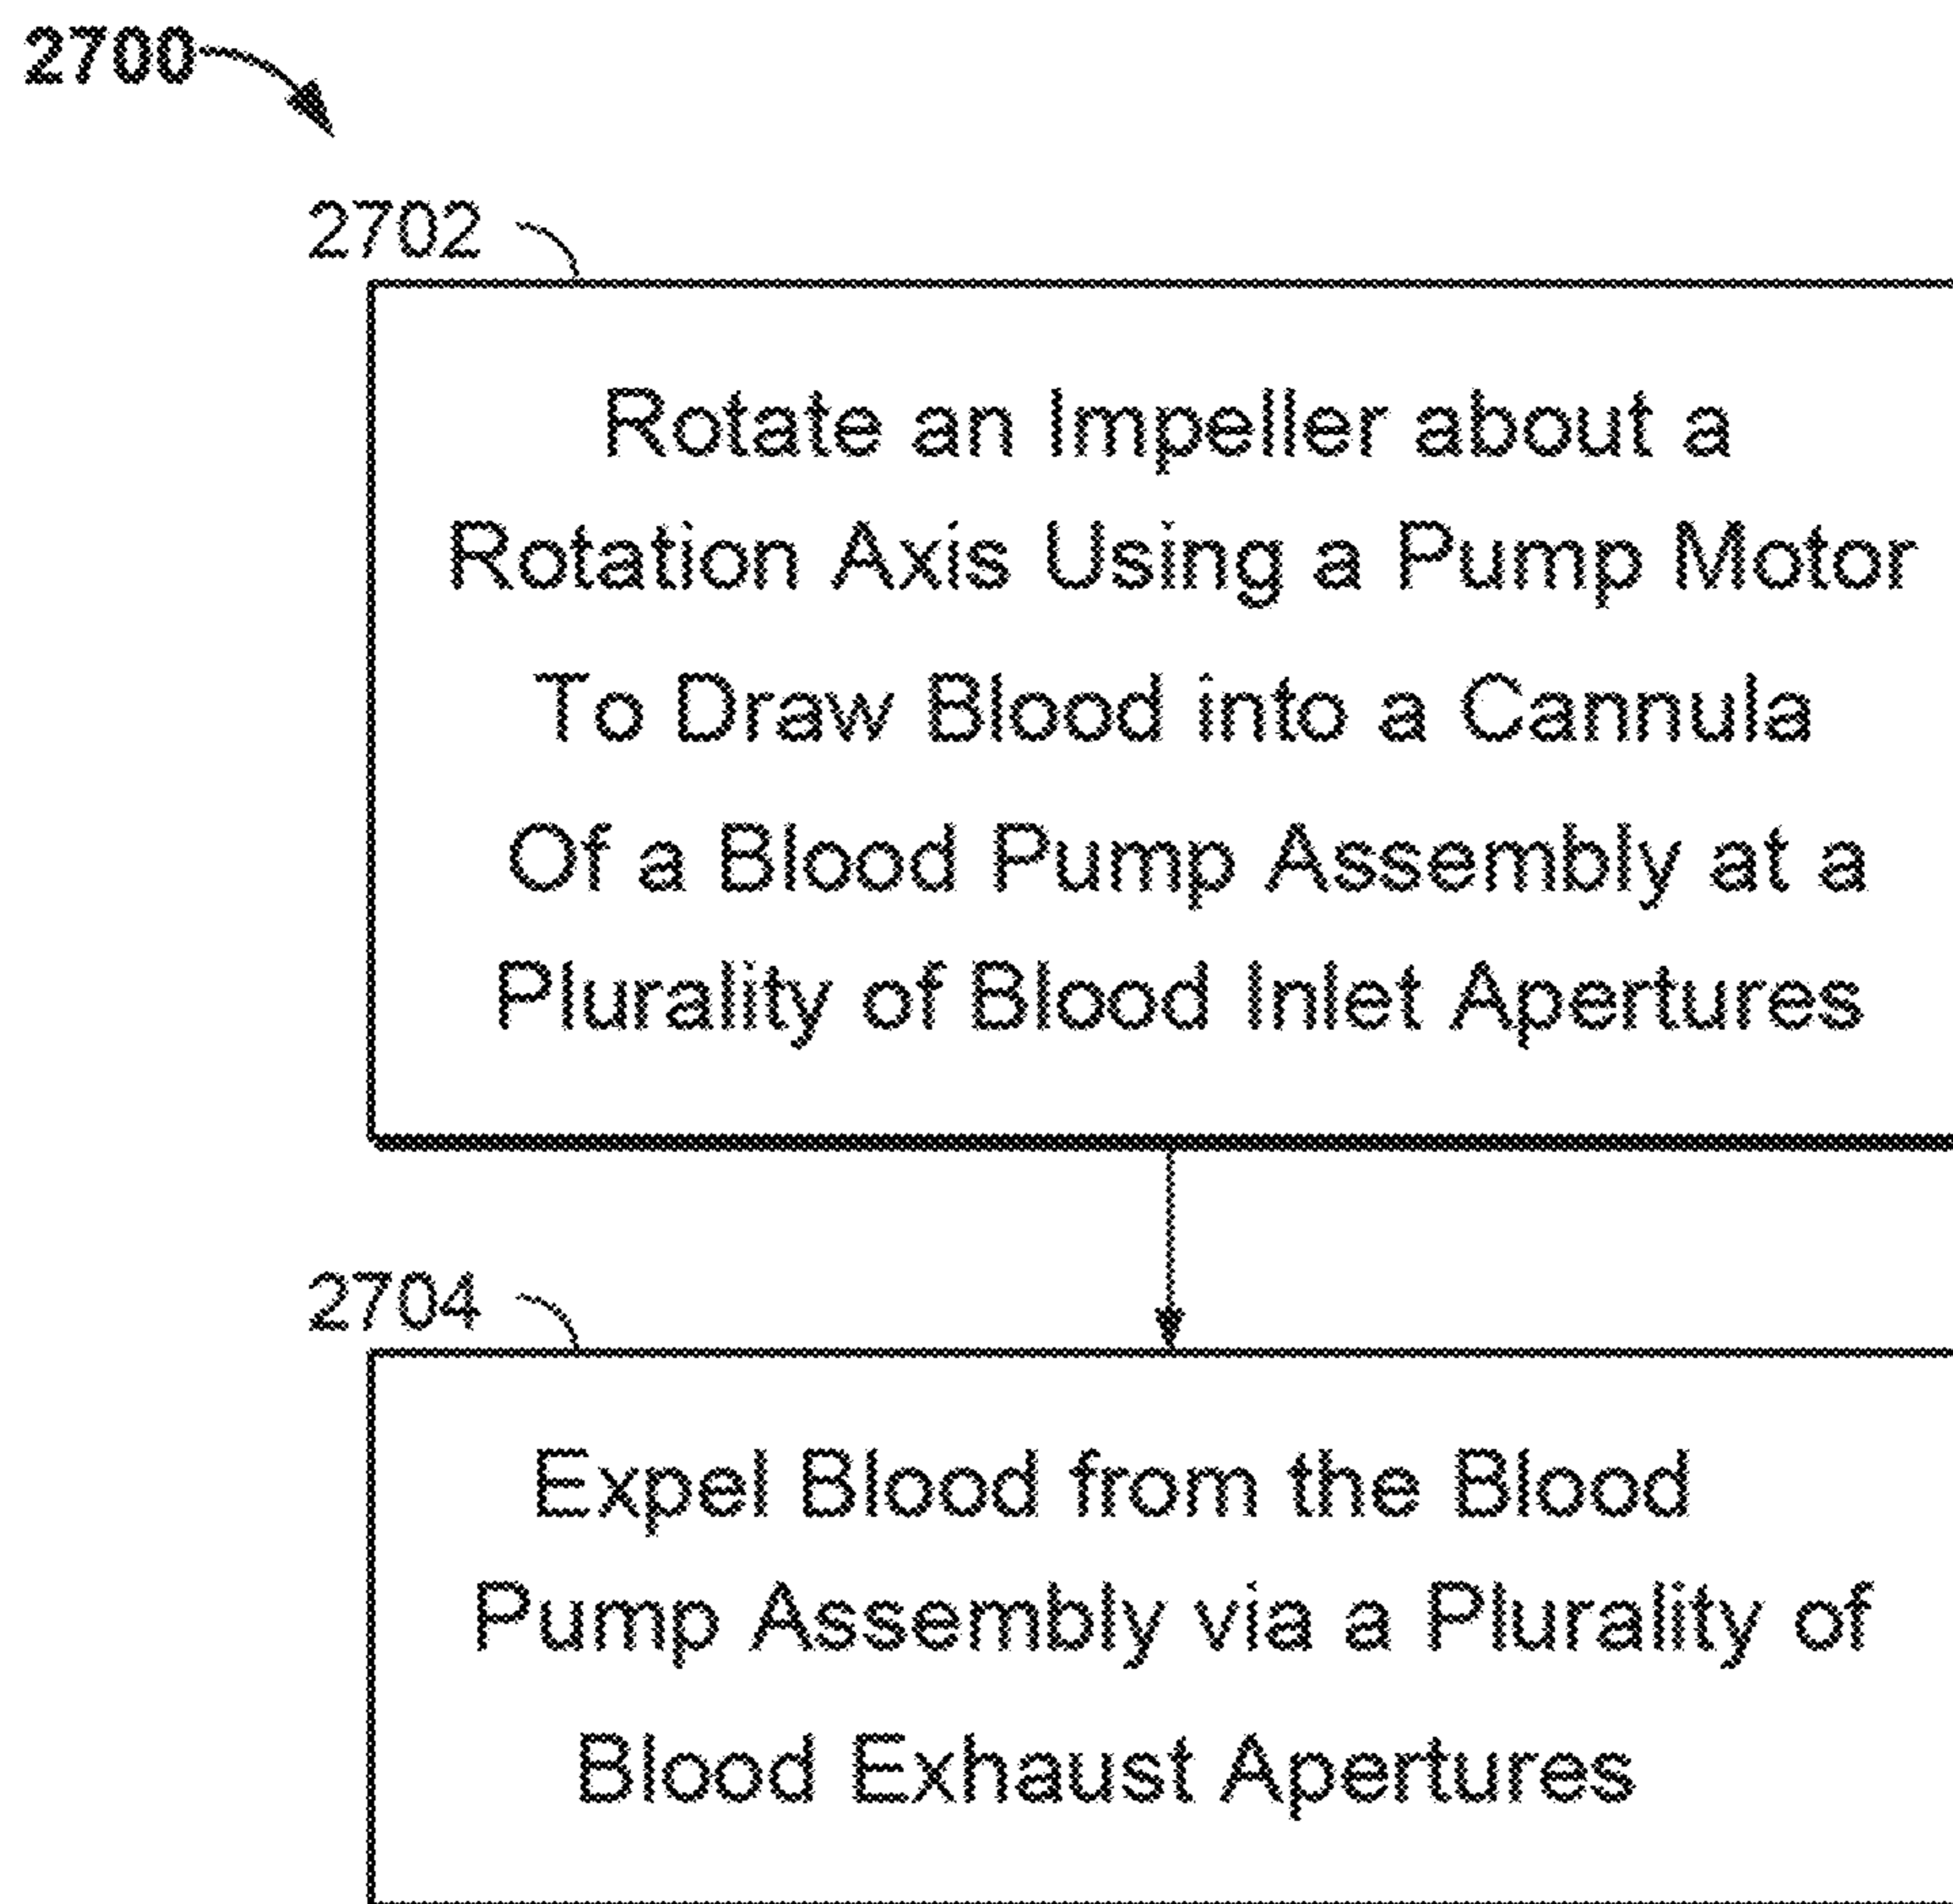 2700
2702
Rotate an Impeller about a
Rotation Axis Using a Pump Motor
To Draw Blood into a Cannula
Of a Blood Pump Assembly at a
Plurality of Blood Inlet Apertures
2704
Expel Blood from the Blood
Pump Assembly via a Plurality of
Blood Exhaust Apertures